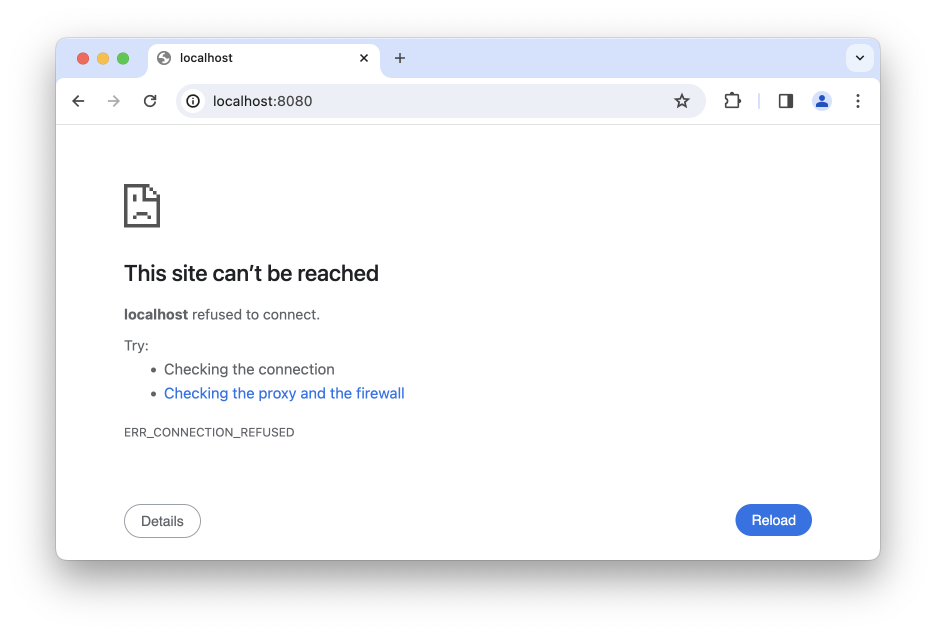 localhost
localhost:8080
This site can’t be reached
localhost refused to connect.
Try:
• Checking the connection
• Checking the proxy and the firewall
ERR_CONNECTION_REFUSED
Details
Reload